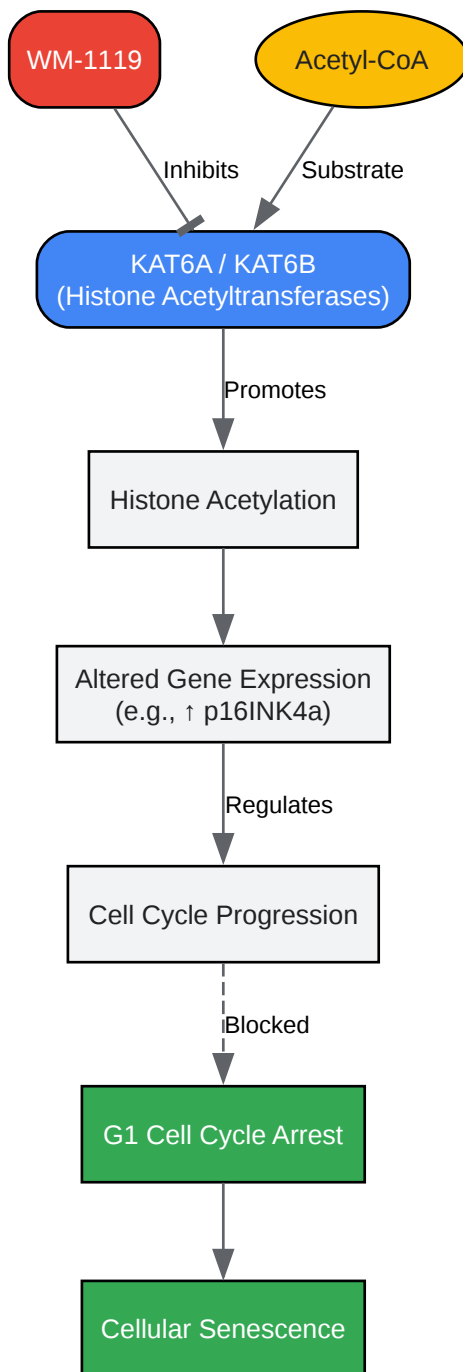 WM-1119
Acetyl-CoA
Inhibits
Substrate
KAT6A / KAT6B
(Histone Acetyltransferases)
Promotes
Histone Acetylation
Altered Gene Expression
(e.g., ↑ p16INK4a)
Regulates
Cell Cycle Progression
Blocked
G1 Cell Cycle Arrest
Cellular Senescence